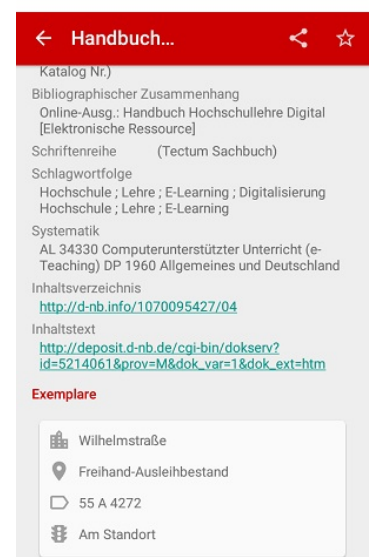 Handbuch...
Katalog Nr.)
Bibliographischer Zusammenhang
Online-Ausg.: Handbuch Hochschullehre Digital
[Elektronische Ressource]
Schriftenreihe (Tectum Sachbuch)
Schlagwortfolge
Hochschule ; Lehre ; E-Learning ; Digitalisierung
Hochschule ; Lehre ; E-Learning
Systematik
AL 34330 Computerunterstützter Unterricht (e-
Teaching) DP 1960 Allgemeines und Deutschland
Inhaltsverzeichnis
http://d-nb.info/1070095427/04
Inhaltstext
http://deposit.d-nb.de/cgi-bin/dokserv?
id=5214061&prov=M&dok_var=1&dok_ext=htm
Exemplare
Wilhelmstraße
Freihand-Ausleihbestand
55 A 4272
Am Standort